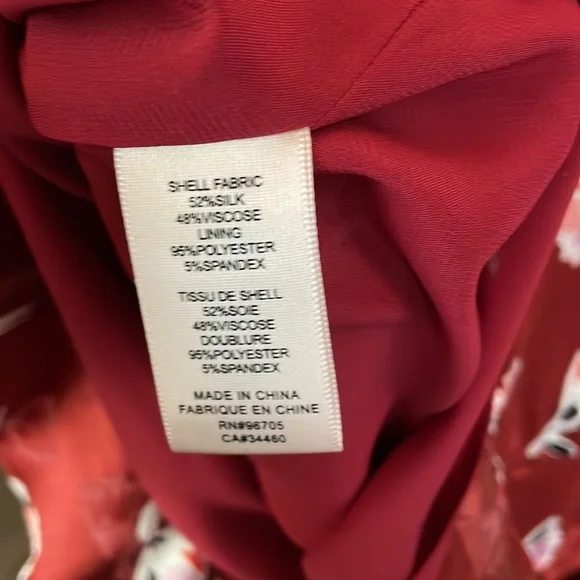 SHELL FABRIC
52%SILK
48%VISCOSE
LINING
95%POLYESTER
5%SPANDEX
TISSU DE SHELL
52%SOIE
48%VISCOSE
DOUBLURE
95%POLYESTER
5%SPANDEX
MADE IN CHINA
FABRIQUE EN CHINE
RN#96705
CA#34460